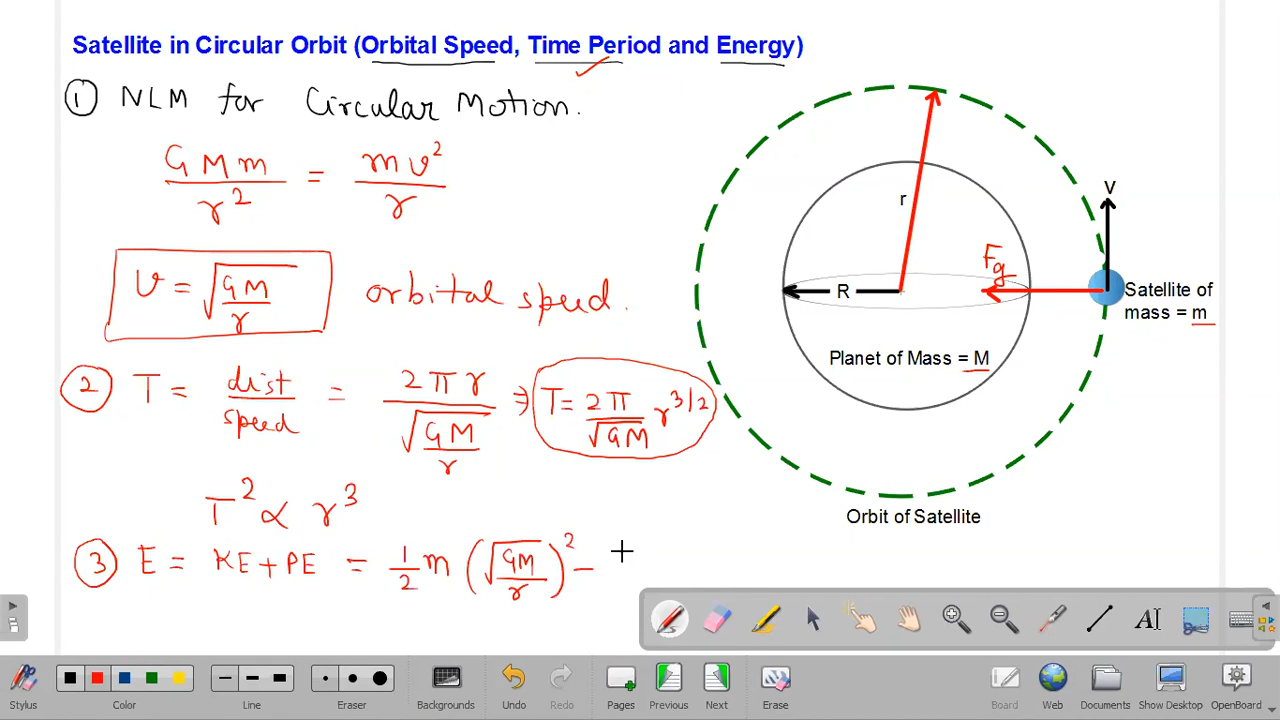 Satellite in Circular Orbit (Orbital Speed, Time Period and Energy)
① NLM for Circular Motion.
GMm/r² = mv²/r
v = √(GM/r) orbital speed.
② T = dist/speed = 2πr/√(GM/r) ⇒ T = 2π/√GM r^3/2
T² ∝ r³
③ E = KE + PE = 1/2 m (√(GM/r))² −
r
R
V
Fg
Satellite of
mass = m
Planet of Mass = M
Orbit of Satellite
AI
Stylus
Color
Line
Eraser
Backgrounds
Undo
Redo
Pages
Previous
Next
Erase
Board
Web
Documents
Show Desktop
OpenBoard